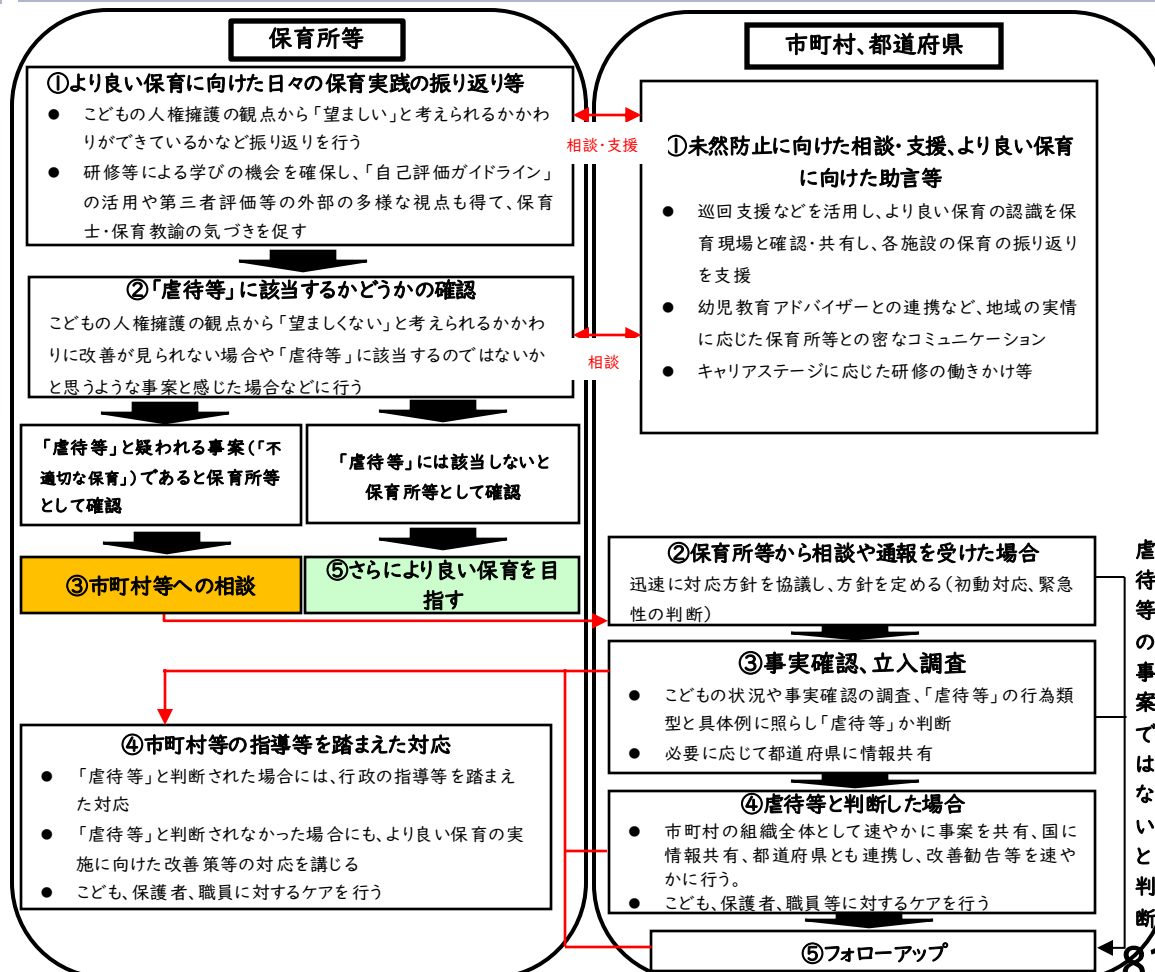 保育所等
①より良い保育に向けた日々の保育実践の振り返り等
● こどもの人権擁護の観点から「望ましい」と考えられるかかわ
りができているかなど振り返りを行う
● 研修等による学びの機会を確保し、「自己評価ガイドライン」
の活用や第三者評価等の外部の多様な視点も得て、保育
士・保育教諭の気づきを促す
②「虐待等」に該当するかどうかの確認
こどもの人権擁護の観点から「望ましくない」と考えられるかかわ
りに改善が見られない場合や「虐待等」に該当するのではないか
と思うような事案と感じた場合などに行う
「虐待等」と疑われる事案(「不
適切な保育」)であると保育所等
として確認
「虐待等」には該当しないと
保育所等として確認
③市町村等への相談
⑤さらにより良い保育を目
指す
④市町村等の指導等を踏まえた対応
● 「虐待等」と判断された場合には、行政の指導等を踏まえ
た対応
● 「虐待等」と判断されなかった場合にも、より良い保育の実
施に向けた改善策等の対応を講じる
● こども、保護者、職員に対するケアを行う
相談・支援
相談
市町村、都道府県
①未然防止に向けた相談・支援、より良い保育
に向けた助言等
● 巡回支援などを活用し、より良い保育の認識を保
育現場と確認・共有し、各施設の保育の振り返り
を支援
● 幼児教育アドバイザーとの連携など、地域の実情
に応じた保育所等との密なコミュニケーション
● キャリアステージに応じた研修の働きかけ等
②保育所等から相談や通報を受けた場合
迅速に対応方針を協議し、方針を定める(初動対応、緊急
性の判断)
③事実確認、立入調査
● こどもの状況や事実確認の調査、「虐待等」の行為類
型と具体例に照らし「虐待等」か判断
● 必要に応じて都道府県に情報共有
④虐待等と判断した場合
● 市町村の組織全体として速やかに事案を共有、国に
情報共有、都道府県とも連携し、改善勧告等を速や
かに行う。
● こども、保護者、職員等に対するケアを行う
⑤フォローアップ
虐待等の事案ではないと判断